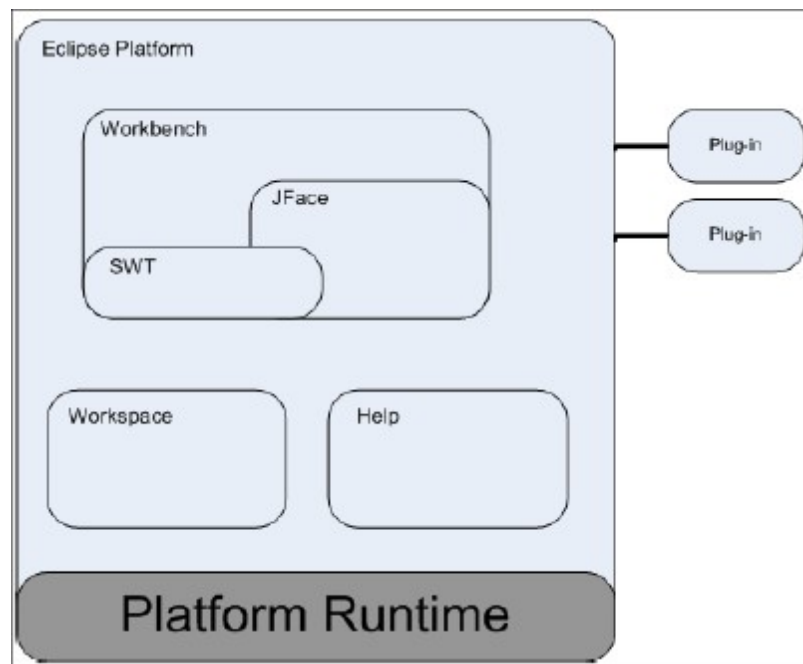 Eclipse Platform
Workbench
JFace
SWT
Plug-in
Plug-in
Workspace
Help
Platform Runtime